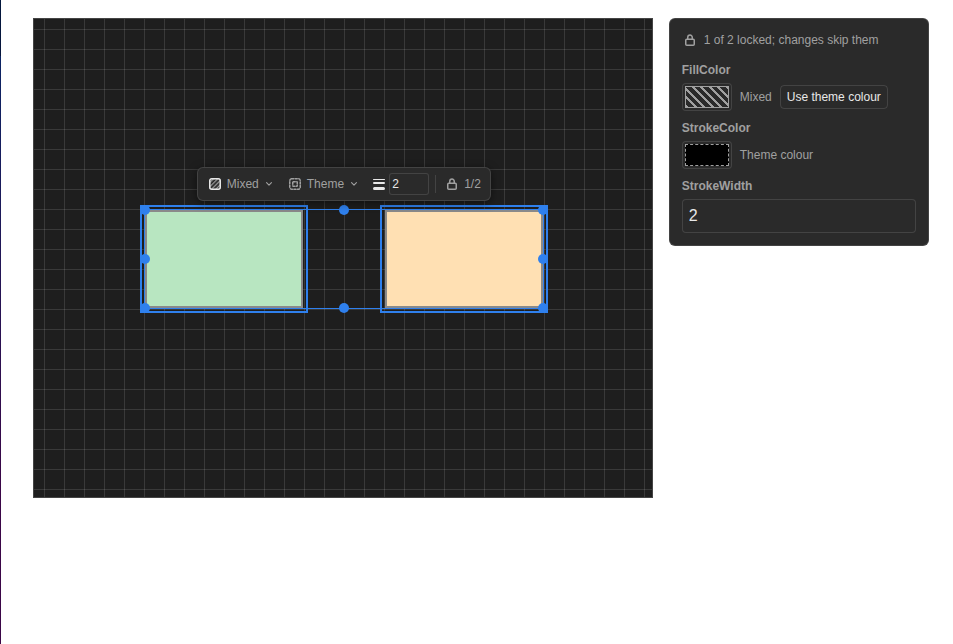 1 of 2 locked; changes skip them
FillColor
Mixed Use theme colour
StrokeColor
Theme colour
StrokeWidth
2
Mixed Theme 2 1/2